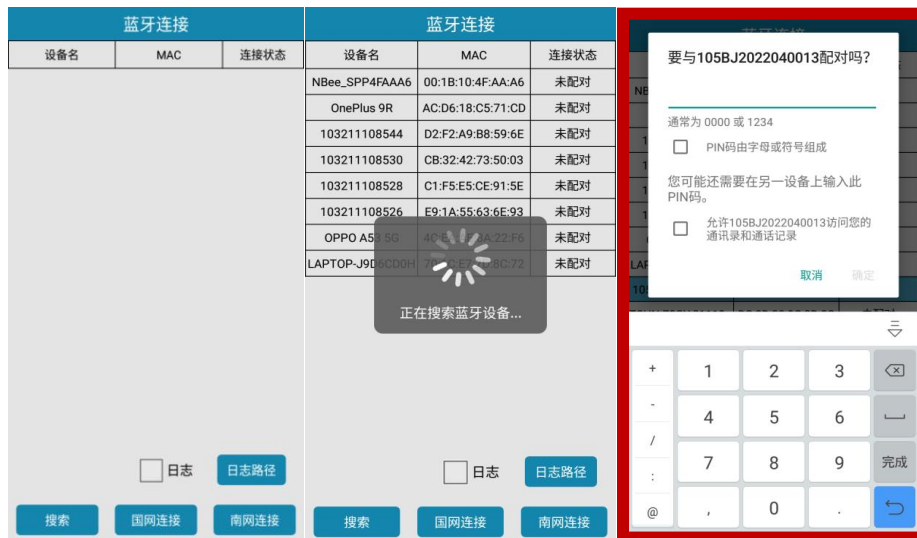 蓝牙连接
设备名 MAC 连接状态
日志 日志路径
搜索 国网连接 南网连接
蓝牙连接
设备名 MAC 连接状态
NBee_SPP4FAAA6 00:1B:10:4F:AA:A6 未配对
OnePlus 9R AC:D6:18:C5:71:CD 未配对
103211108544 D2:F2:A9:B8:59:6E 未配对
103211108530 CB:32:42:73:50:03 未配对
103211108528 C1:F5:E5:CE:91:5E 未配对
103211108526 E9:1A:55:63:6E:93 未配对
OPPO A53 5G 未配对
LAPTOP-J9D6CD0H 未配对
正在搜索蓝牙设备...
日志 日志路径
搜索 国网连接 南网连接
要与105BJ2022040013配对吗?
通常为 0000 或 1234
PIN码由字母或符号组成
您可能还需要在另一设备上输入此
PIN码。
允许105BJ2022040013访问您的
通讯录和通话记录
取消 确定
+ 1 2 3
- 4 5 6
/
: 7 8 9 完成
@ , 0 .